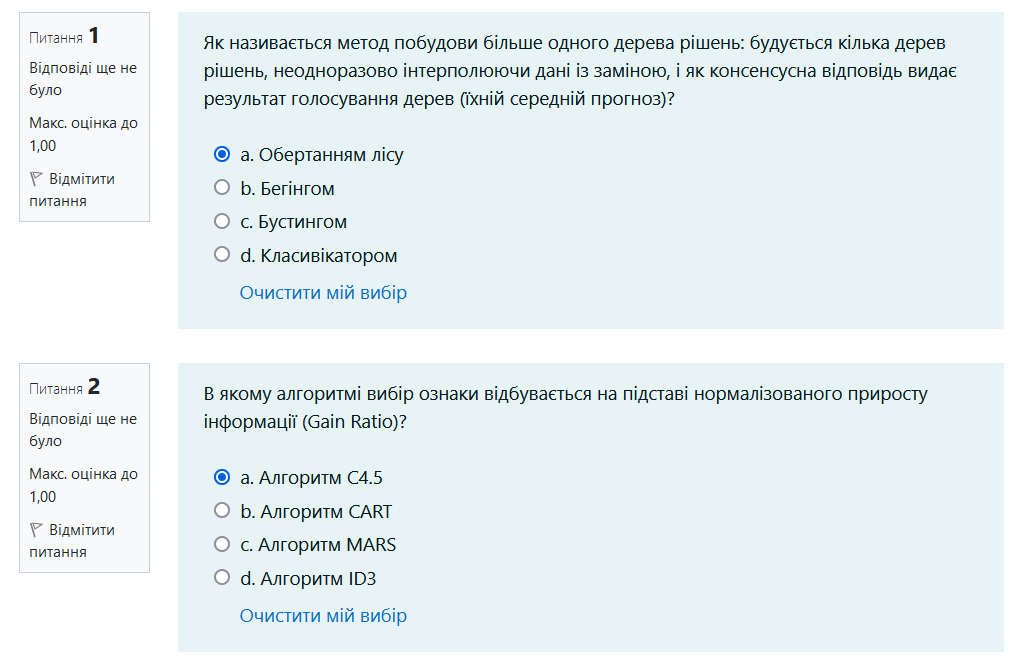 Питання 1
Відповіді ще не
було
Макс. оцінка до
1,00
Відмітити
питання
Як називається метод побудови більше одного дерева рішень: будується кілька дерев
рішень, неодноразово інтерполюючи дані із заміною, і як консенсусна відповідь видає
результат голосування дерев (їхній середній прогноз)?
a. Обертанням лісу
b. Бегінгом
c. Бустингом
d. Класивікатором
Очистити мій вибір
Питання 2
Відповіді ще не
було
Макс. оцінка до
1,00
Відмітити
питання
В якому алгоритмі вибір ознаки відбувається на підставі нормалізованого приросту
інформації (Gain Ratio)?
a. Алгоритм C4.5
b. Алгоритм CART
c. Алгоритм MARS
d. Алгоритм ID3
Очистити мій вибір